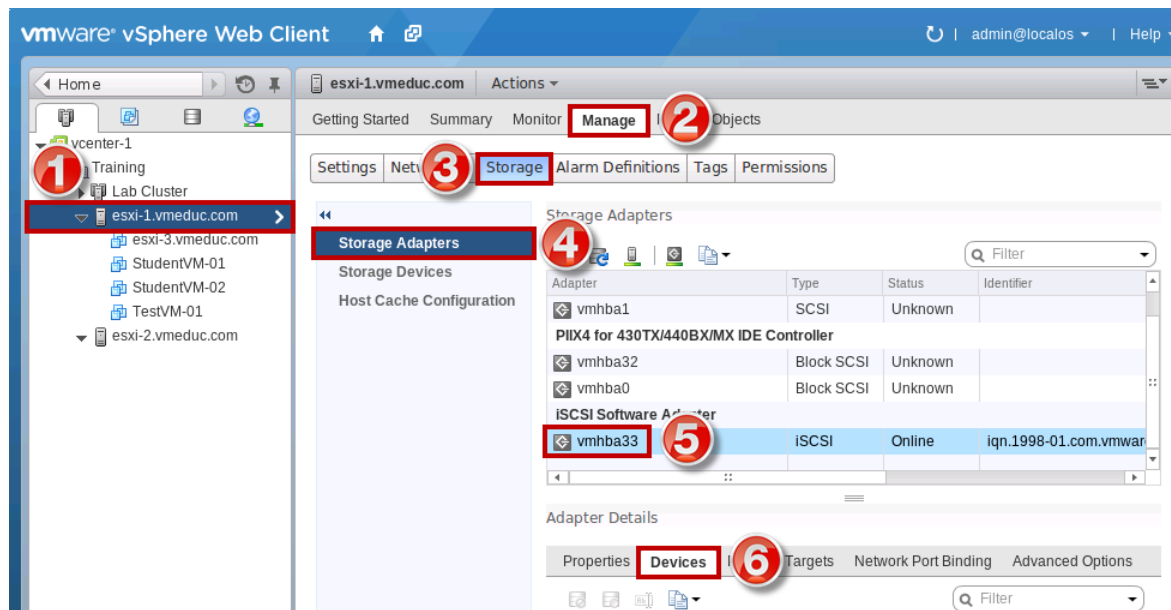 vmware® vSphere Web Client
admin@localos
Help
Home
esxi-1.vmeduc.com
Actions
Getting Started Summary Monitor Manage 2 Objects
vcenter-1
1
Training
Lab Cluster
esxi-1.vmeduc.com
esxi-3.vmeduc.com
StudentVM-01
StudentVM-02
TestVM-01
esxi-2.vmeduc.com
Settings 3 Storage Alarm Definitions Tags Permissions
Storage Adapters
Storage Devices
Host Cache Configuration
Storage Adapters
4
Filter
Adapter Type Status Identifier
vmhba1 SCSI Unknown
PIIX4 for 430TX/440BX/MX IDE Controller
vmhba32 Block SCSI Unknown
vmhba0 Block SCSI Unknown
iSCSI Software Adapter
vmhba33 5 iSCSI Online iqn.1998-01.com.vmwar
Adapter Details
Properties Devices 6 Targets Network Port Binding Advanced Options
Filter